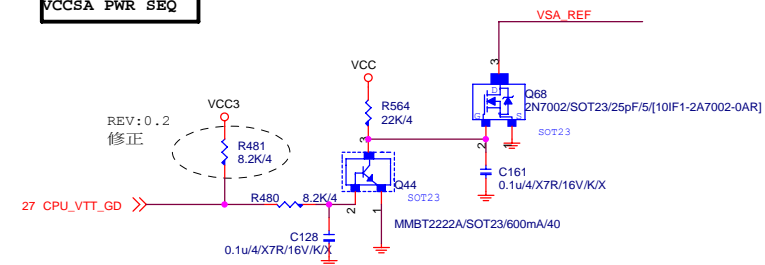 VCCSA PWR SEQ
VSA_REF
VCC
3
Q68
D
G
S
2N7002/SOT23/25pF/5/[10IF1-2A7002-0AR]
SOT23
2
1
R564
22K/4
VCC3
REV:0.2
修正
R481
8.2K/4
3
Q44
SOT23
C161
0.1u/4/X7R/16V/K/X
27 CPU_VTT_GD
R480
8.2K/4
2
1
MMBT2222A/SOT23/600mA/40
C128
0.1u/4/X7R/16V/K/X